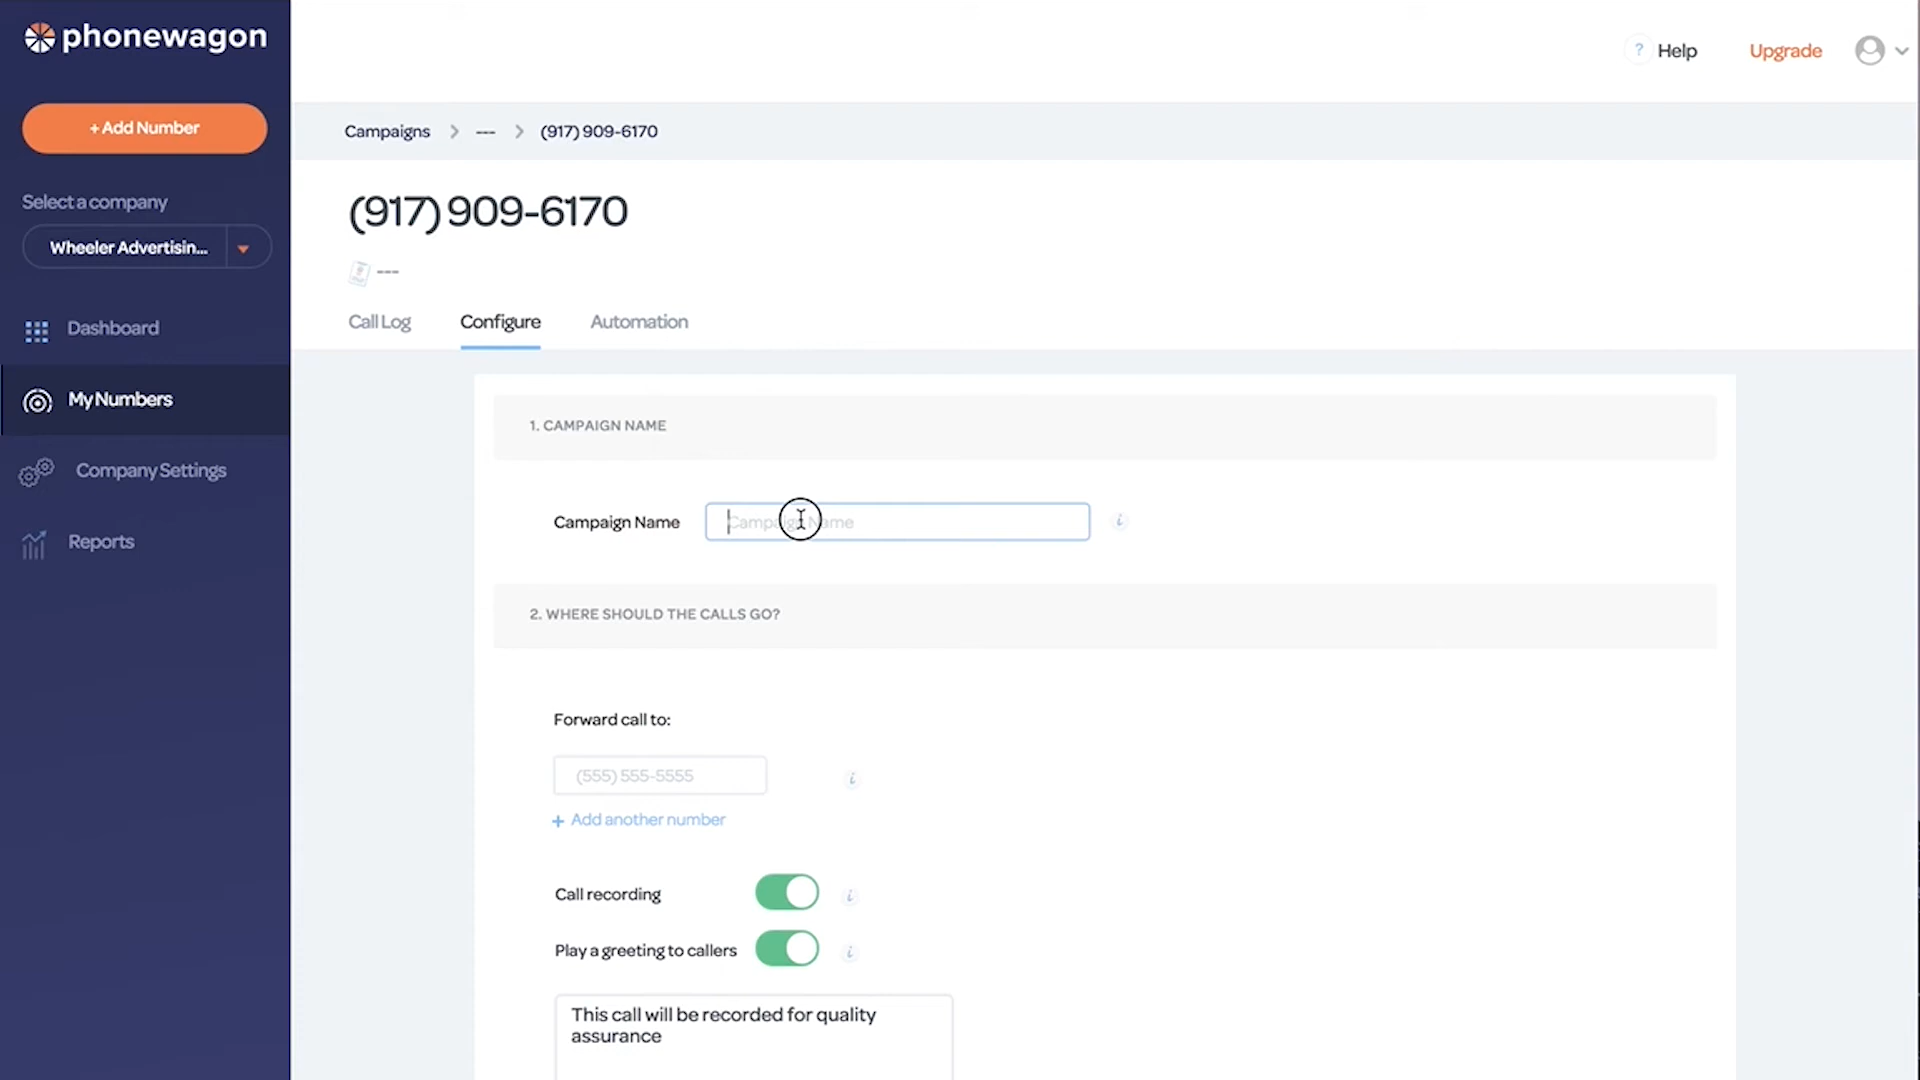 phonewagon
? Help
Upgrade
+ Add Number
Campaigns > --- > (917) 909-6170
Select a company
Wheeler Advertisin...
(917) 909-6170
---
Call Log
Configure
Automation
Dashboard
My Numbers
Company Settings
Reports
1. CAMPAIGN NAME
Campaign Name
Campaign Name
i
2. WHERE SHOULD THE CALLS GO?
Forward call to:
(555) 555-5555
i
+ Add another number
Call recording
i
Play a greeting to callers
i
This call will be recorded for quality
assurance